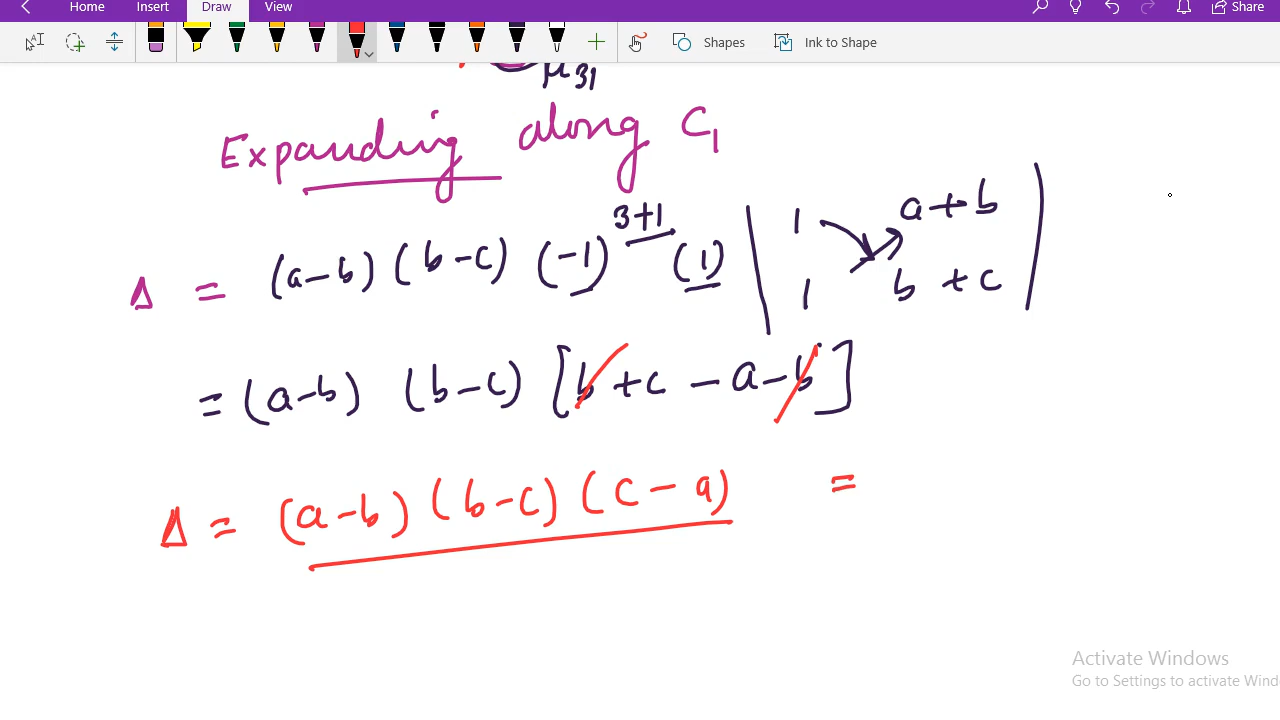 Home Insert Draw View Share
Shapes Ink to Shape
μ31
Expanding along C1
Δ = (a-b) (b-c) (-1)^3+1 (1) | 1 a+b
1 b+c |
= (a-b) (b-c) [b+c-a-b]
Δ = (a-b) (b-c) (c-a) =
Activate Windows
Go to Settings to activate Wind